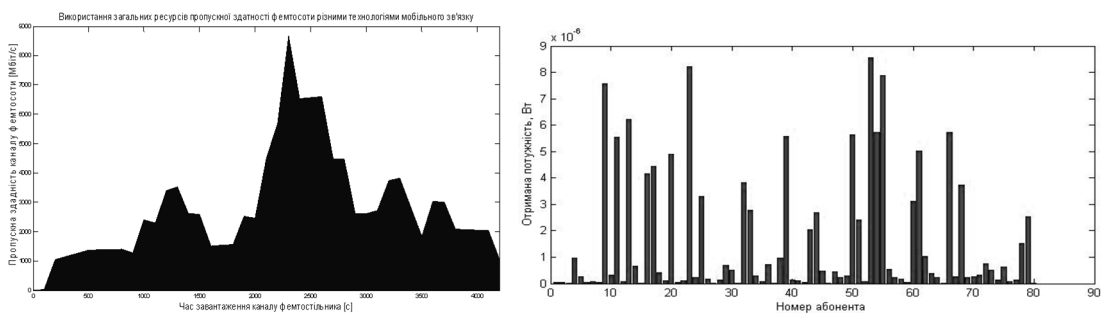 Використання загальних ресурсів пропускної здатності фемтосоти різними технологіями мобільного зв'язку
Пропускна здадність каналу фемтосоти [Мбіт/с]
9000
8000
7000
6000
5000
4000
3000
2000
1000
0
0 500 1000 1500 2000 2500 3000 3500 4000
Час завантаження каналу фемтостільника [с]
x 10-6
Отримана потужність, Вт
9
8
7
6
5
4
3
2
1
0
0 10 20 30 40 50 60 70 80 90
Номер абонента